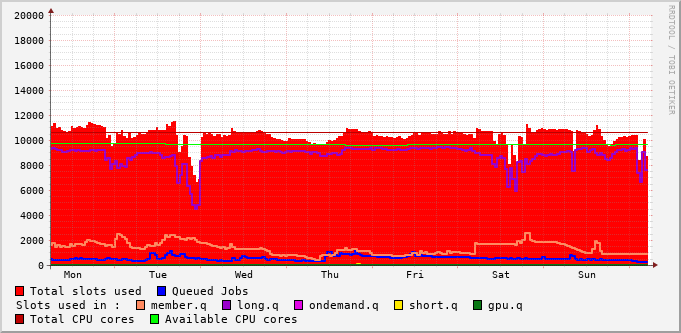 20000
18000
16000
14000
12000
10000
8000
6000
4000
2000
0
Mon Tue Wed Thu Fri Sat Sun
RRDTOOL / TOBI OETIKER
Total slots used Queued Jobs
Slots used in : member.q long.q ondemand.q short.q gpu.q
Total CPU cores Available CPU cores